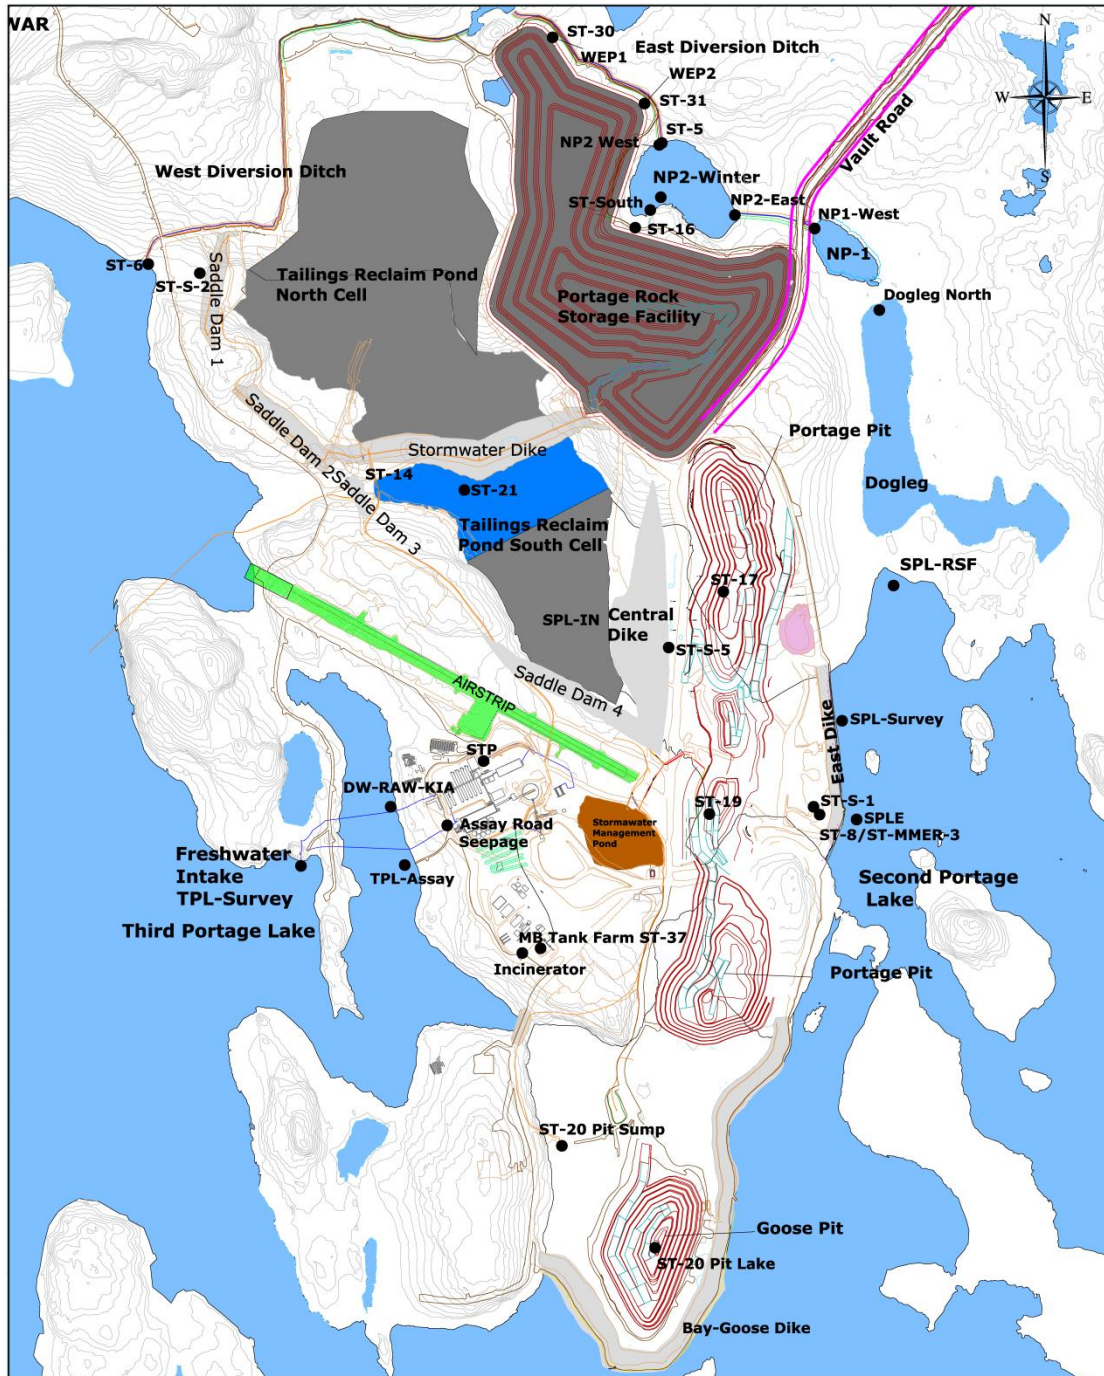 WAR
N
W
E
S
ST-30
WEP1
East Diversion Ditch
WEP2
ST-31
ST-5
NP2 West
Vault Road
West Diversion Ditch
NP2-Winter
ST-South
NP2-East
NP1-West
ST-16
NP-1
ST-6
ST-S-2
Saddle Dam 1
Tailings Reclaim Pond
North Cell
Portage Rock
Storage Facility
Dogleg North
Saddle Dam 2
Stormwater Dike
Portage Pit
ST-14
Saddle Dam 3
ST-21
Dogleg
Tailings Reclaim
Pond South Cell
SPL-RSF
ST-17
SPL-IN
Central
Dike
ST-S-5
Saddle Dam 4
AIRSTRIP
SPL-Survey
East Dike
STP
DW-RAW-KIA
ST-19
ST-S-1
SPLE
ST-8/ST-MMER-3
Assay Road
Seepage
Stormawater
Management
Pond
Freshwater
Intake
TPL-Survey
TPL-Assay
Second Portage
Lake
Third Portage Lake
MB Tank Farm ST-37
Incinerator
Portage Pit
ST-20 Pit Sump
Goose Pit
ST-20 Pit Lake
Bay-Goose Dike